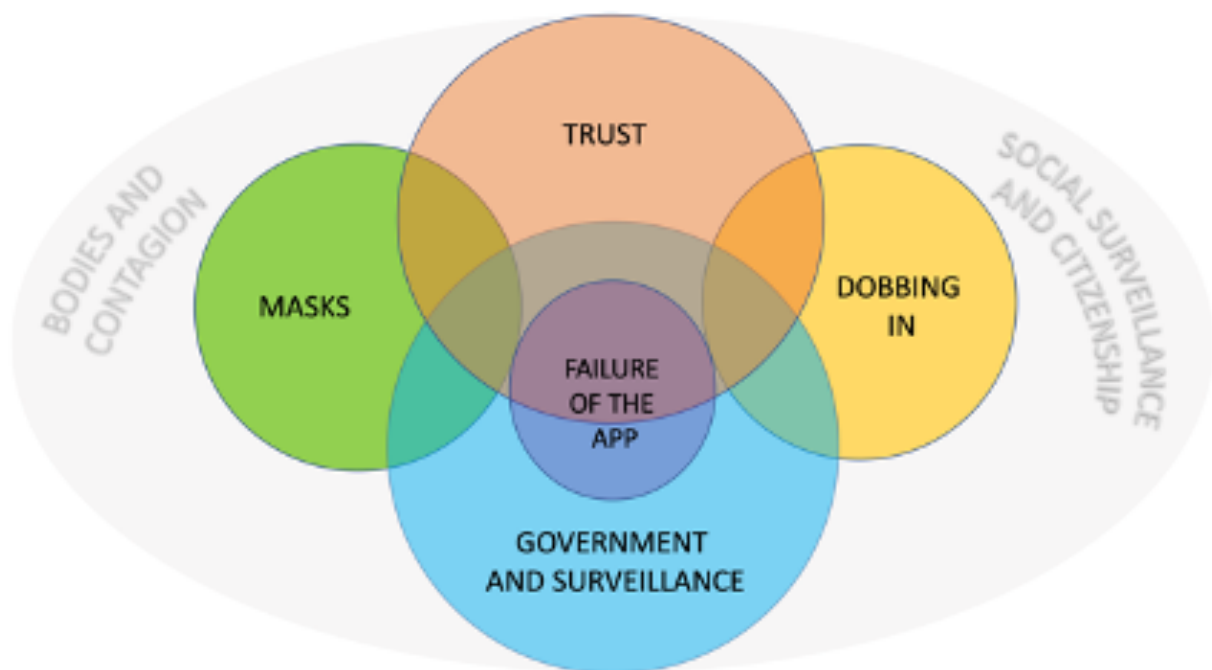 TRUST
BODIES AND
CONTAGION
SOCIAL SURVEILLANCE
AND CITIZENSHIP
MASKS
DOBBING
IN
FAILURE
OF THE
APP
GOVERNMENT
AND SURVEILLANCE